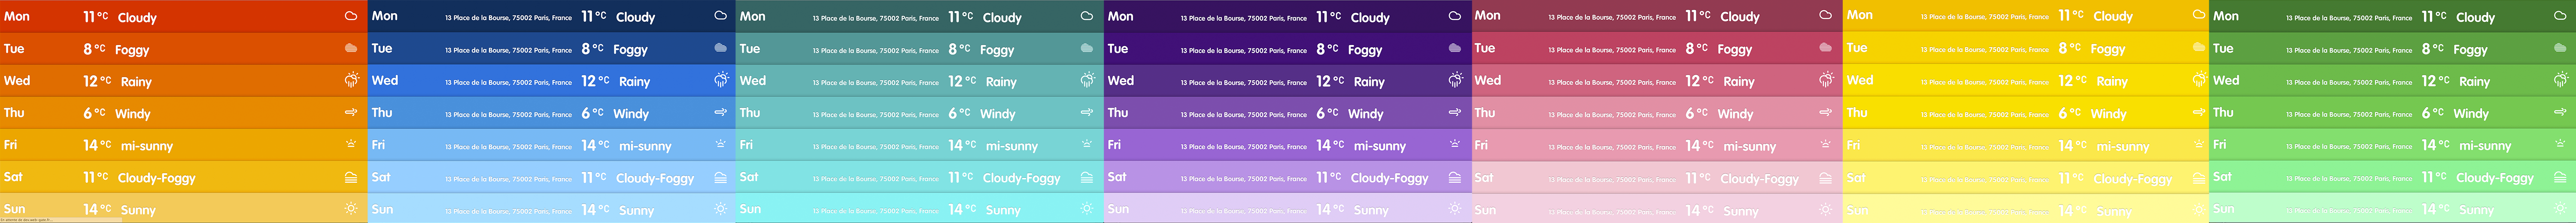 Mon 11 °C Cloudy
Tue 8 °C Foggy
Wed 12 °C Rainy
Thu 6 °C Windy
Fri 14 °C mi-sunny
Sat 11 °C Cloudy-Foggy
Sun 14 °C Sunny
Mon 13 Place de la Bourse, 75002 Paris, France 11 °C Cloudy
Tue 13 Place de la Bourse, 75002 Paris, France 8 °C Foggy
Wed 13 Place de la Bourse, 75002 Paris, France 12 °C Rainy
Thu 13 Place de la Bourse, 75002 Paris, France 6 °C Windy
Fri 13 Place de la Bourse, 75002 Paris, France 14 °C mi-sunny
Sat 13 Place de la Bourse, 75002 Paris, France 11 °C Cloudy-Foggy
Sun 13 Place de la Bourse, 75002 Paris, France 14 °C Sunny
Mon 13 Place de la Bourse, 75002 Paris, France 11 °C Cloudy
Tue 13 Place de la Bourse, 75002 Paris, France 8 °C Foggy
Wed 13 Place de la Bourse, 75002 Paris, France 12 °C Rainy
Thu 13 Place de la Bourse, 75002 Paris, France 6 °C Windy
Fri 13 Place de la Bourse, 75002 Paris, France 14 °C mi-sunny
Sat 13 Place de la Bourse, 75002 Paris, France 11 °C Cloudy-Foggy
Sun 13 Place de la Bourse, 75002 Paris, France 14 °C Sunny
Mon 13 Place de la Bourse, 75002 Paris, France 11 °C Cloudy
Tue 13 Place de la Bourse, 75002 Paris, France 8 °C Foggy
Wed 13 Place de la Bourse, 75002 Paris, France 12 °C Rainy
Thu 13 Place de la Bourse, 75002 Paris, France 6 °C Windy
Fri 13 Place de la Bourse, 75002 Paris, France 14 °C mi-sunny
Sat 13 Place de la Bourse, 75002 Paris, France 11 °C Cloudy-Foggy
Sun 13 Place de la Bourse, 75002 Paris, France 14 °C Sunny
Mon 13 Place de la Bourse, 75002 Paris, France 11 °C Cloudy
Tue 13 Place de la Bourse, 75002 Paris, France 8 °C Foggy
Wed 13 Place de la Bourse, 75002 Paris, France 12 °C Rainy
Thu 13 Place de la Bourse, 75002 Paris, France 6 °C Windy
Fri 13 Place de la Bourse, 75002 Paris, France 14 °C mi-sunny
Sat 13 Place de la Bourse, 75002 Paris, France 11 °C Cloudy-Foggy
Sun 13 Place de la Bourse, 75002 Paris, France 14 °C Sunny
Mon 13 Place de la Bourse, 75002 Paris, France 11 °C Cloudy
Tue 13 Place de la Bourse, 75002 Paris, France 8 °C Foggy
Wed 13 Place de la Bourse, 75002 Paris, France 12 °C Rainy
Thu 13 Place de la Bourse, 75002 Paris, France 6 °C Windy
Fri 13 Place de la Bourse, 75002 Paris, France 14 °C mi-sunny
Sat 13 Place de la Bourse, 75002 Paris, France 11 °C Cloudy-Foggy
Sun 13 Place de la Bourse, 75002 Paris, France 14 °C Sunny
Mon 13 Place de la Bourse, 75002 Paris, France 11 °C Cloudy
Tue 13 Place de la Bourse, 75002 Paris, France 8 °C Foggy
Wed 13 Place de la Bourse, 75002 Paris, France 12 °C Rainy
Thu 13 Place de la Bourse, 75002 Paris, France 6 °C Windy
Fri 13 Place de la Bourse, 75002 Paris, France 14 °C mi-sunny
Sat 13 Place de la Bourse, 75002 Paris, France 11 °C Cloudy-Foggy
Sun 13 Place de la Bourse, 75002 Paris, France 14 °C Sunny